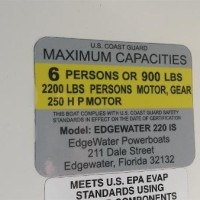 U.S. COAST GUARD
MAXIMUM CAPACITIES
6 PERSONS OR 900 LBS
2200 LBS PERSONS MOTOR, GEAR
250 H P MOTOR
THIS BOAT COMPLIES WITH U.S. COAST GUARD SAFETY
STANDARDS IN EFFECT ON THE DATE OF CERTIFICATION
Model: EDGEWATER 220 IS
EdgeWater Powerboats
211 Dale Street
Edgewater, Florida 32132
MEETS U.S. EPA EVAP
STANDARDS USING
COMPONENTS